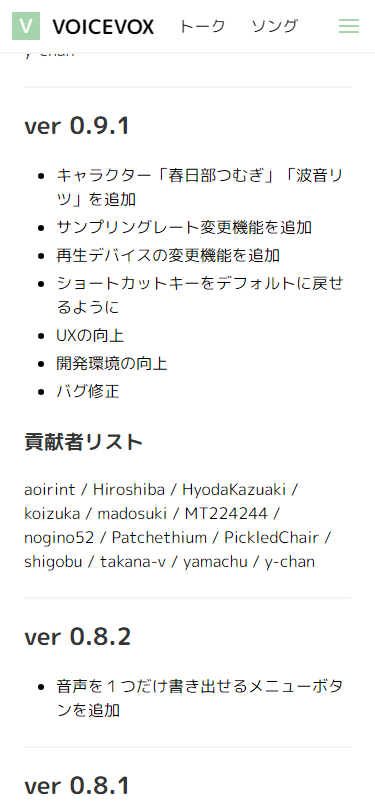 V VOICEVOX トーク ソング
y-chan
ver 0.9.1
キャラクター「春日部つむぎ」「波音リ
ツ」を追加
サンプリングレート変更機能を追加
再生デバイスの変更機能を追加
ショートカットキーをデフォルトに戻せ
るように
UXの向上
開発環境の向上
バグ修正
貢献者リスト
aoirint / Hiroshiba / HyodaKazuaki /
koizuka / madosuki / MT224244 /
nogino52 / Patchethium / PickledChair /
shigobu / takana-v / yamachu / y-chan
ver 0.8.2
音声を１つだけ書き出せるメニューボタ
ンを追加
ver 0.8.1